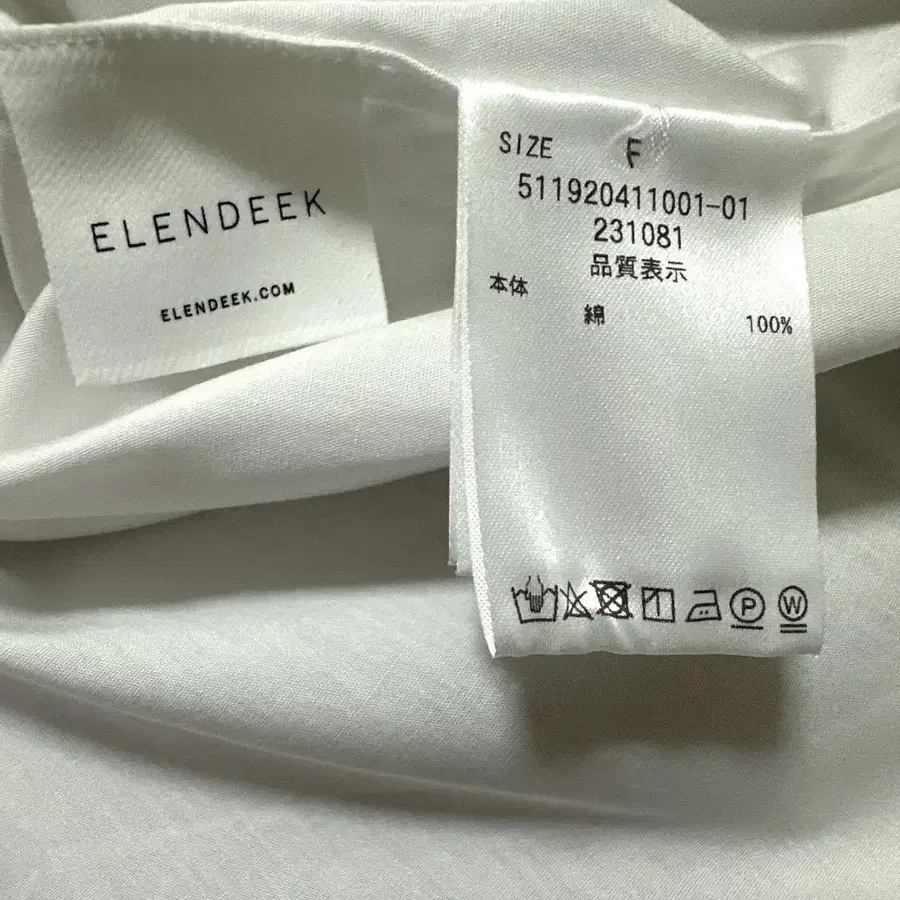 ELENDEEK
ELENDEEK.COM
SIZE F
511920411001-01
231081
品質表示
本体
綿 100%
P
W